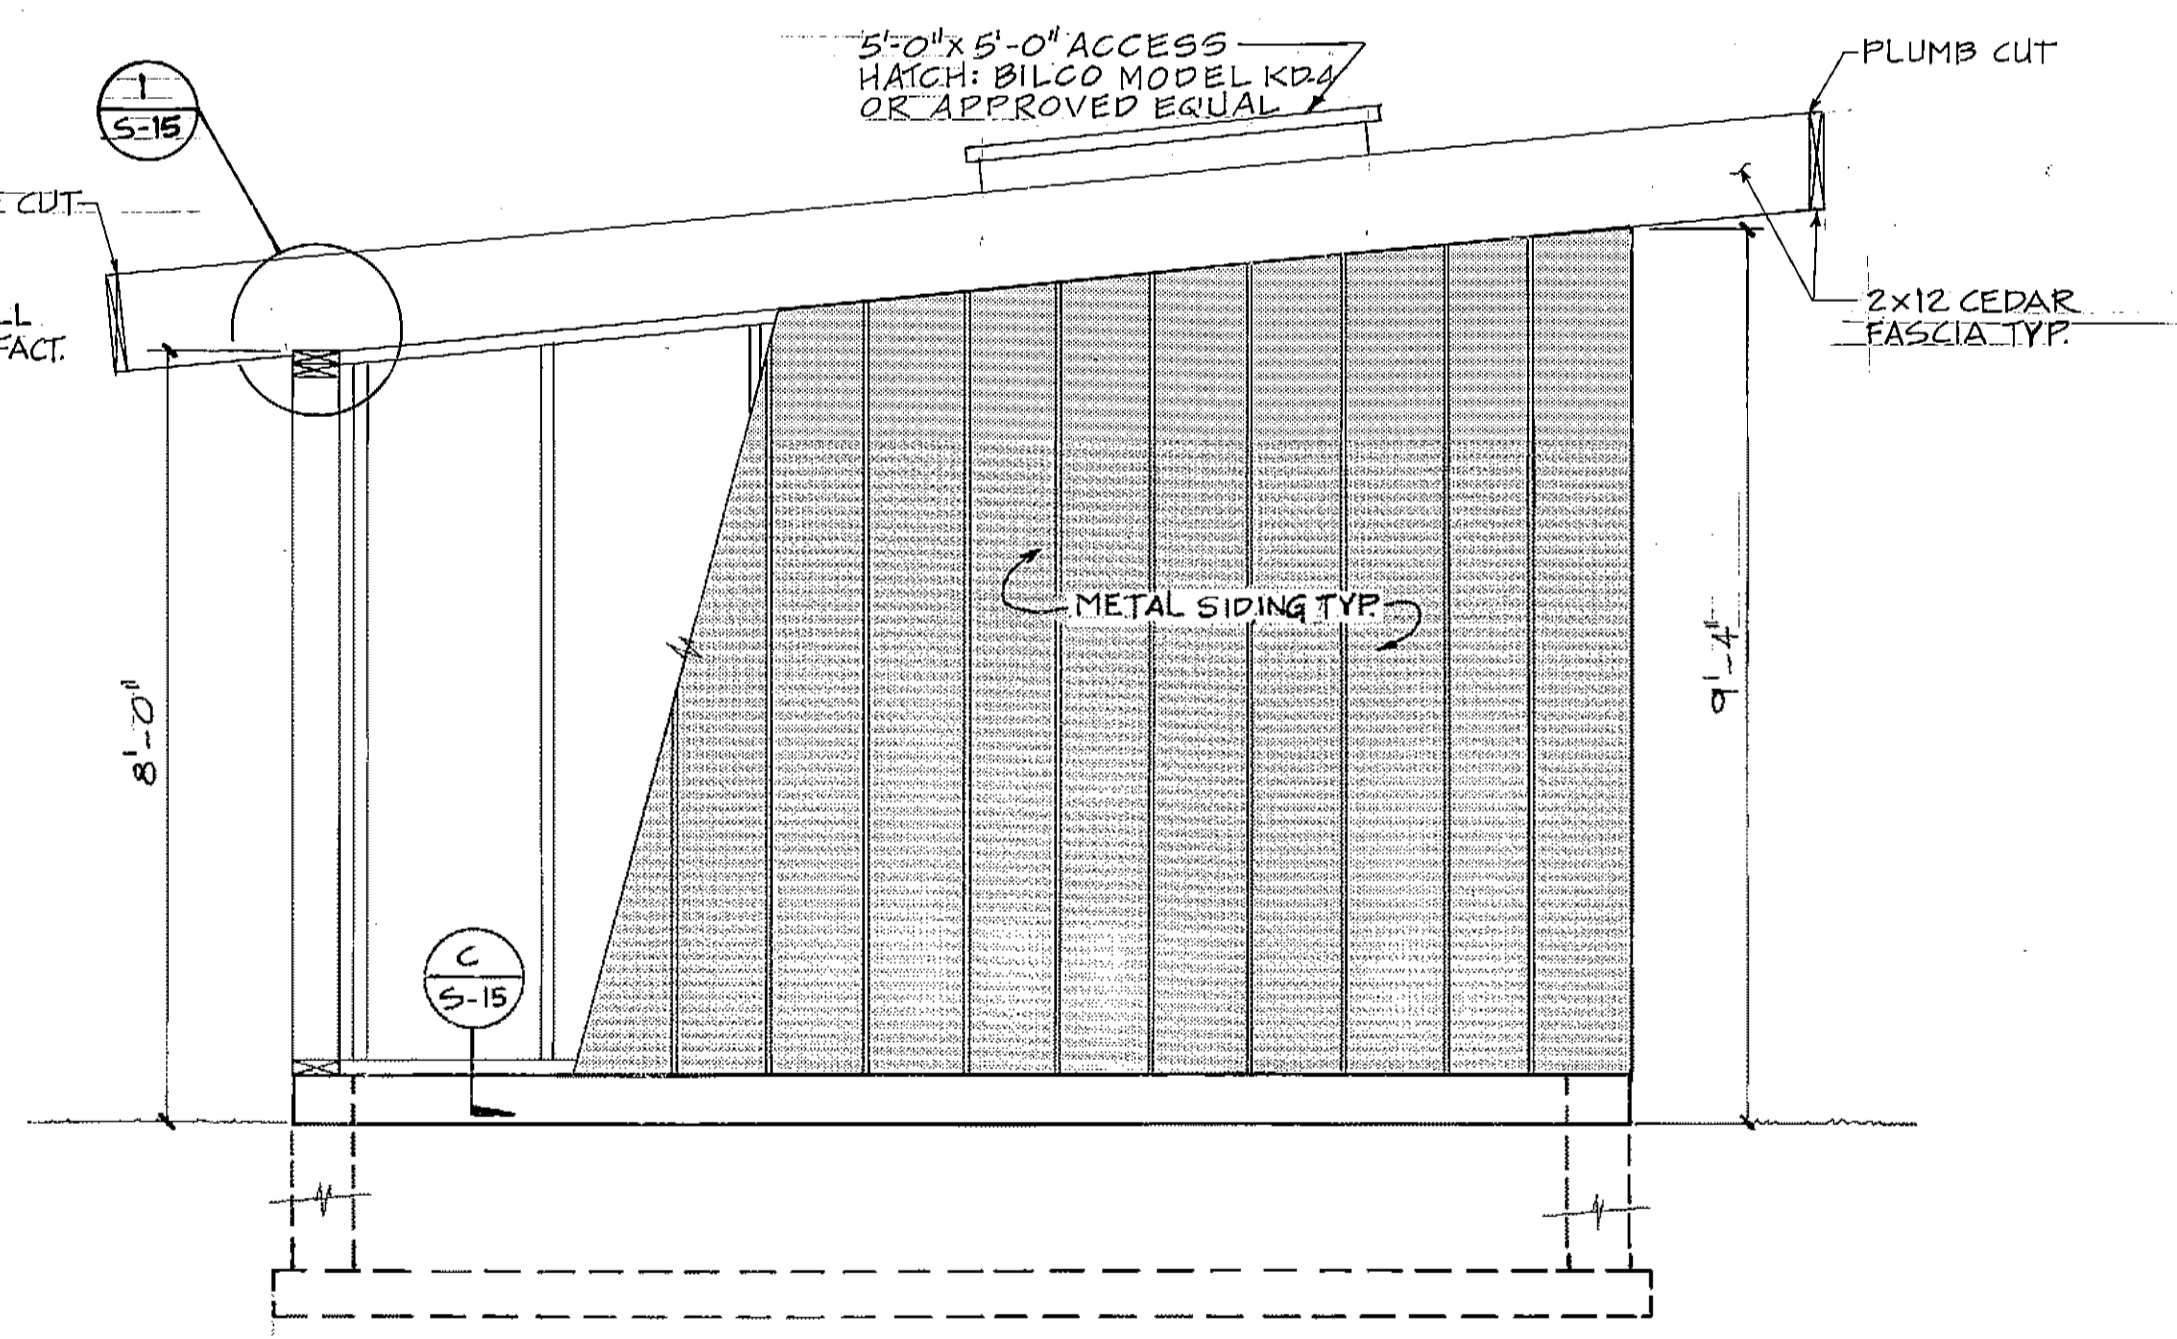 5'-0" x 5'-0" ACCESS
HATCH: BILCO MODEL KD-4
OR APPROVED EQUAL
PLUMB CUT
1
S-15
CUT
2x12 CEDAR
FASCIA TYP.
METAL SIDING TYP.
8'-0"
9'-4"
C
S-15